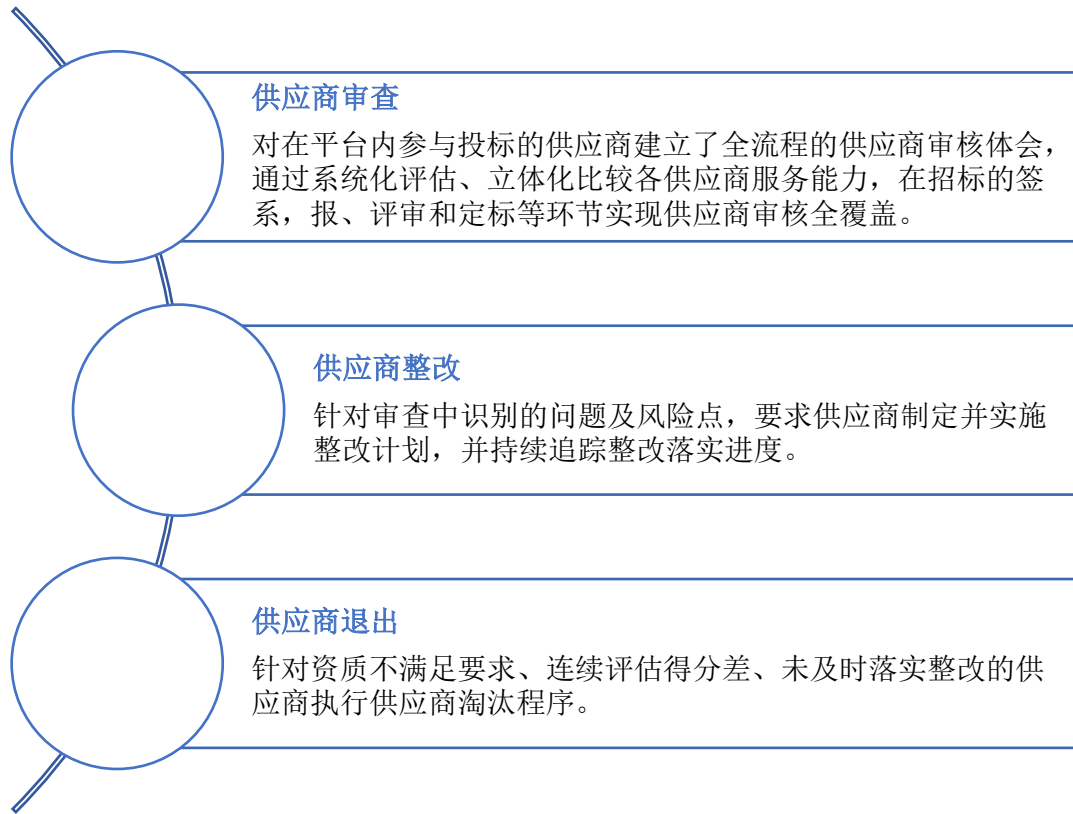 供应商审查
对在平台内参与投标的供应商建立了全流程的供应商审核体会，
通过系统化评估、立体化比较各供应商服务能力，在招标的签
系，报、评审和定标等环节实现供应商审核全覆盖。
供应商整改
针对审查中识别的问题及风险点，要求供应商制定并实施
整改计划，并持续追踪整改落实进度。
供应商退出
针对资质不满足要求、连续评估得分差、未及时落实整改的供
应商执行供应商淘汰程序。